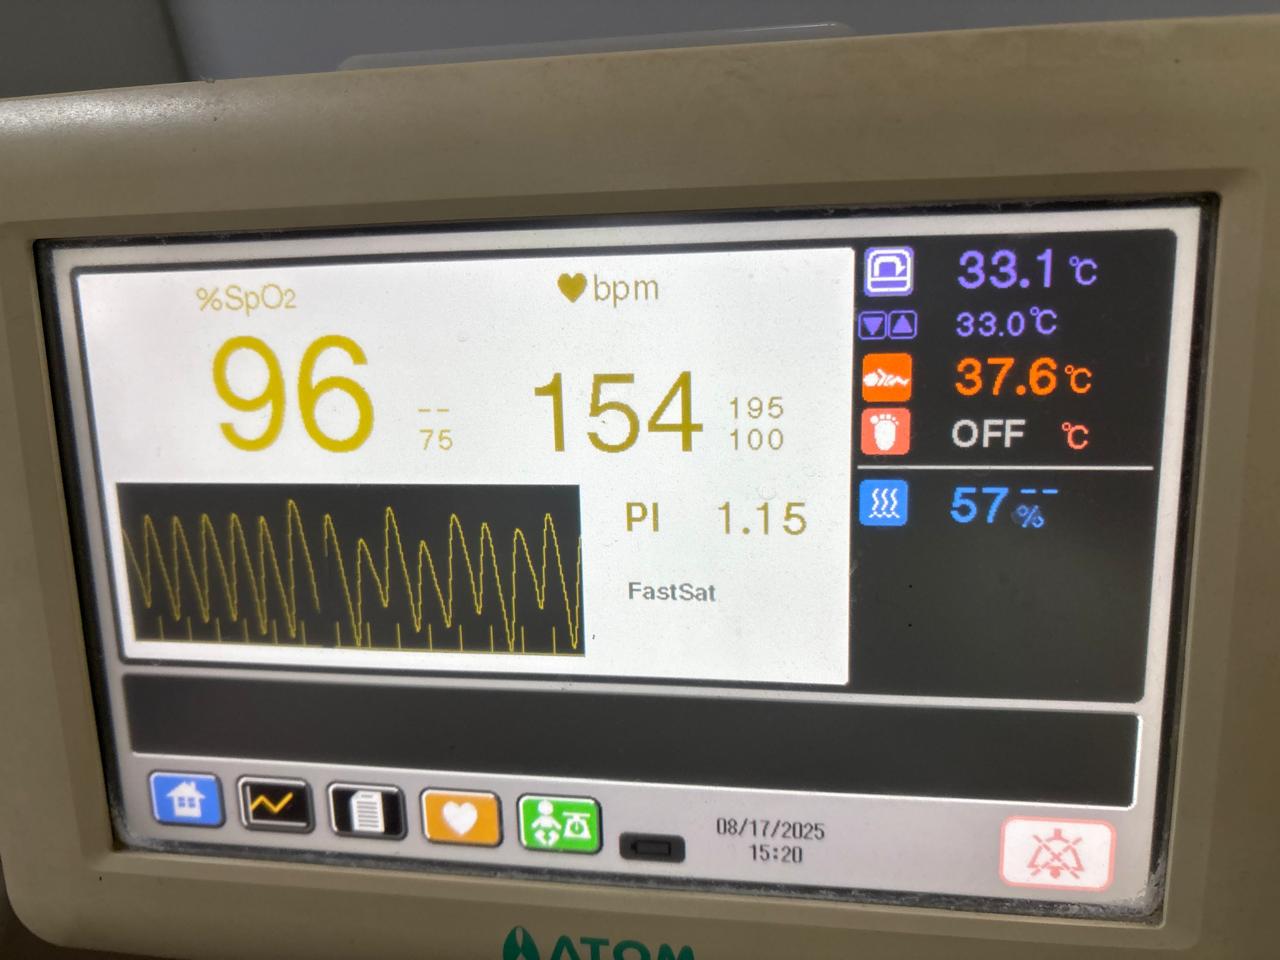 %SpO2
96
--
75
bpm
154
195
100
PI 1.15
FastSat
33.1 ℃
33.0 ℃
37.6 ℃
OFF ℃
57 -- %
08/17/2025
15:20
ATOM